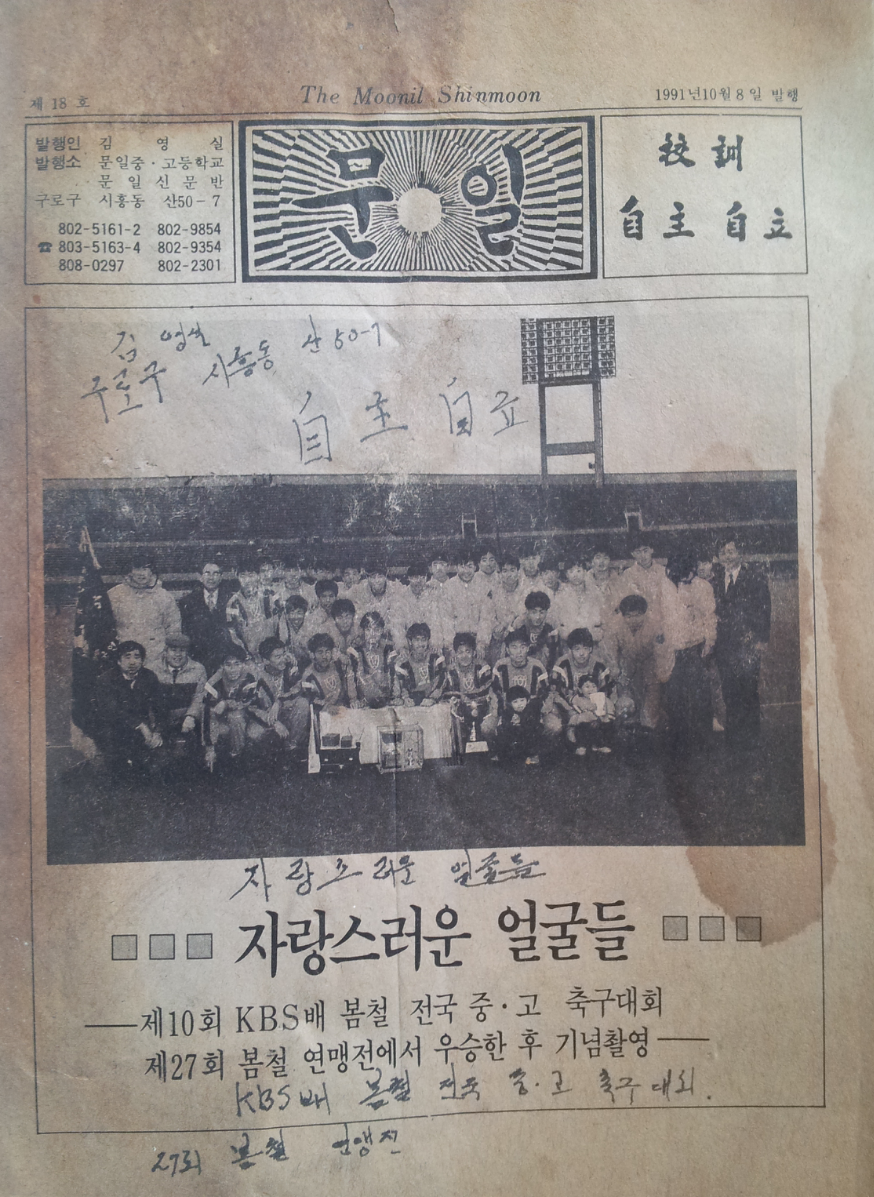 제 18 호
The Moonil Shinmoon
1991년10월 8 일 발행
발행인 김 영 실
발행소 문일중·고등학교
문 일 신 문 반
구로구 시흥동 산50-7
802-5161-2 802-9854
☎ 803-5163-4 802-9354
808-0297 802-2301
문일
校訓
自主 自立
김 영실
구로구 시흥동 산 50-7
自主 自立
자랑스러운 얼굴들
자랑스러운 얼굴들
—제10회 KBS배 봄철 전국 중·고 축구대회
제27회 봄철 연맹전에서 우승한 후 기념촬영—
KBS배 봄철 전국 중·고 축구대회.
27회 봄철 연맹전